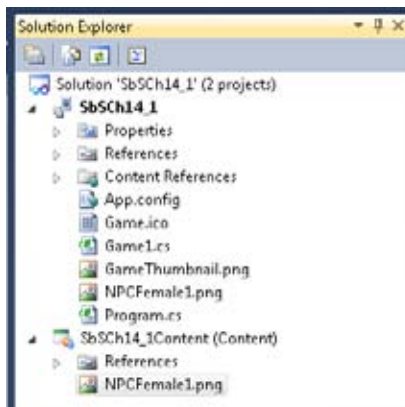 Solution Explorer
Solution 'SbSCh14_1' (2 projects)
SbSCh14_1
Properties
References
Content References
App.config
Game.ico
Game1.cs
GameThumbnail.png
NPCFemale1.png
Program.cs
SbSCh14_1Content (Content)
References
NPCFemale1.png